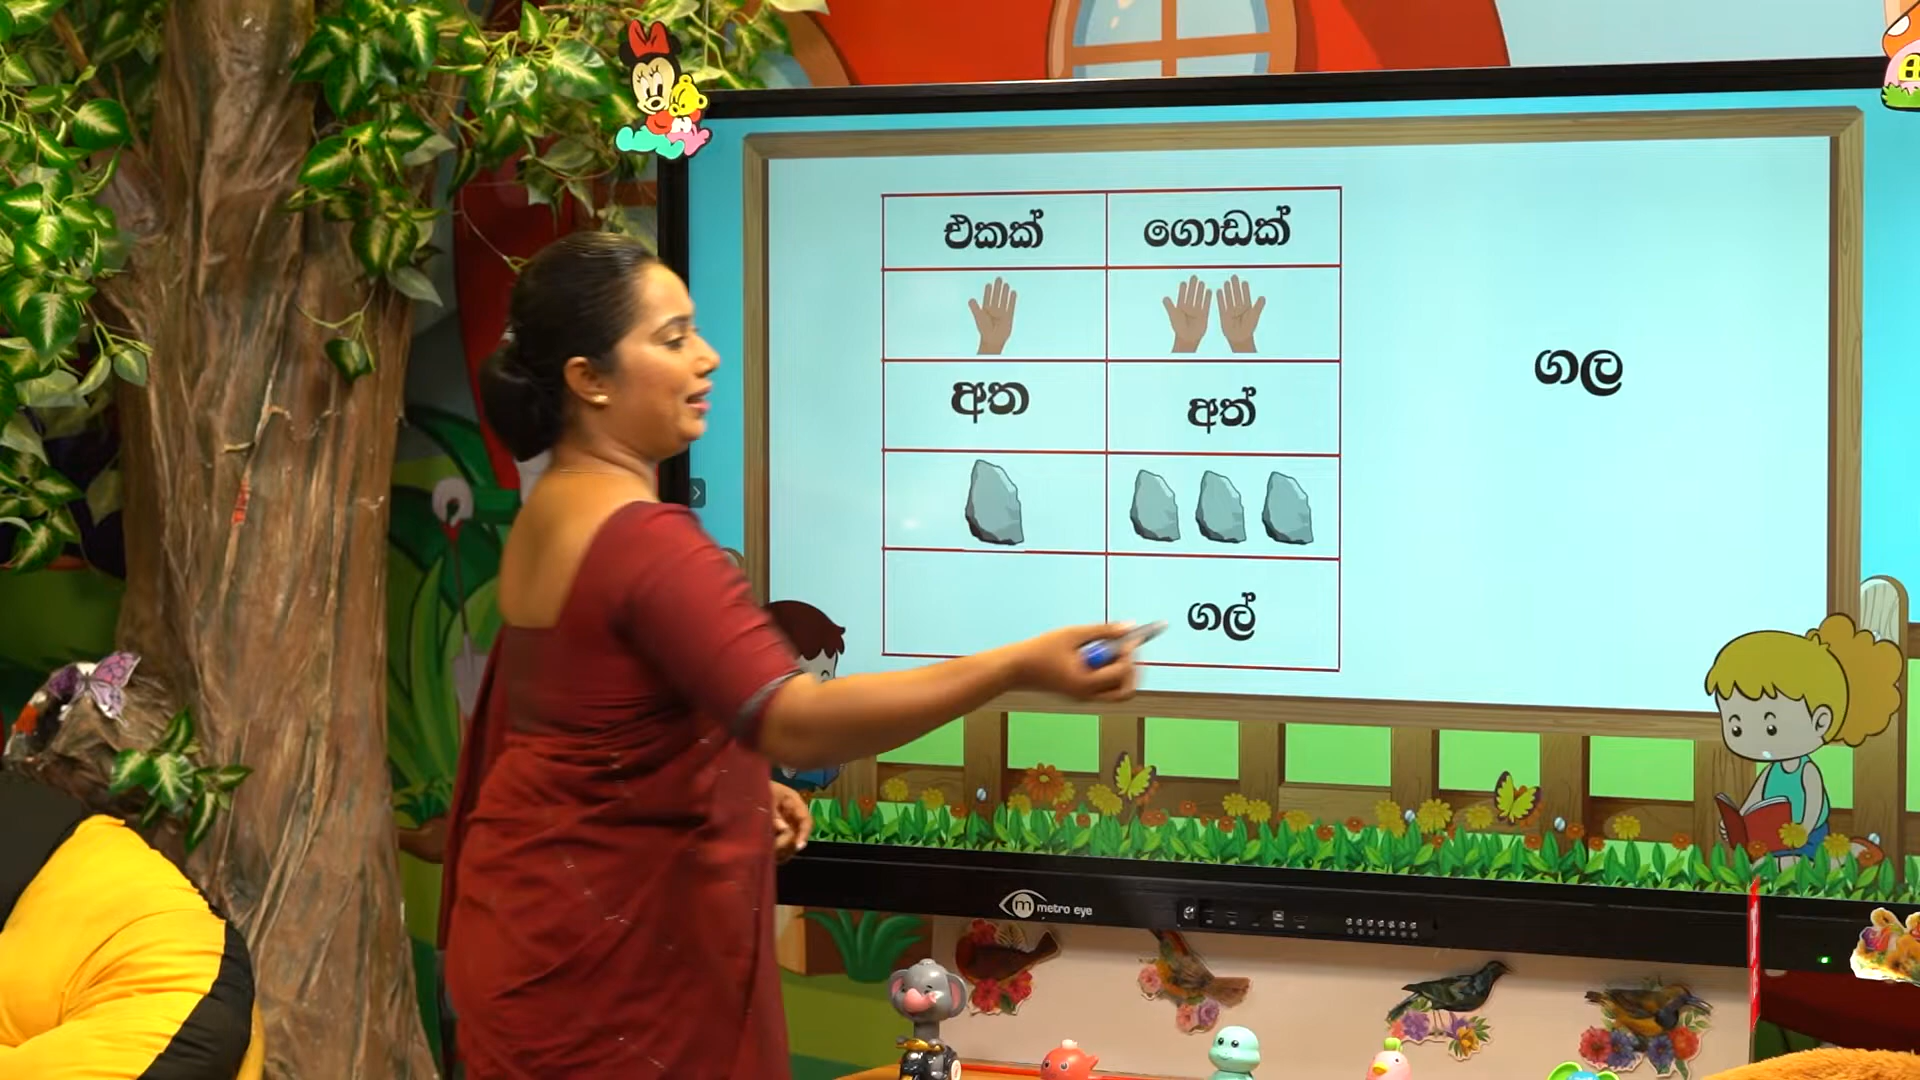 එකක් ගොඩක්
අත අත්
ගල
ගල්
metro eye